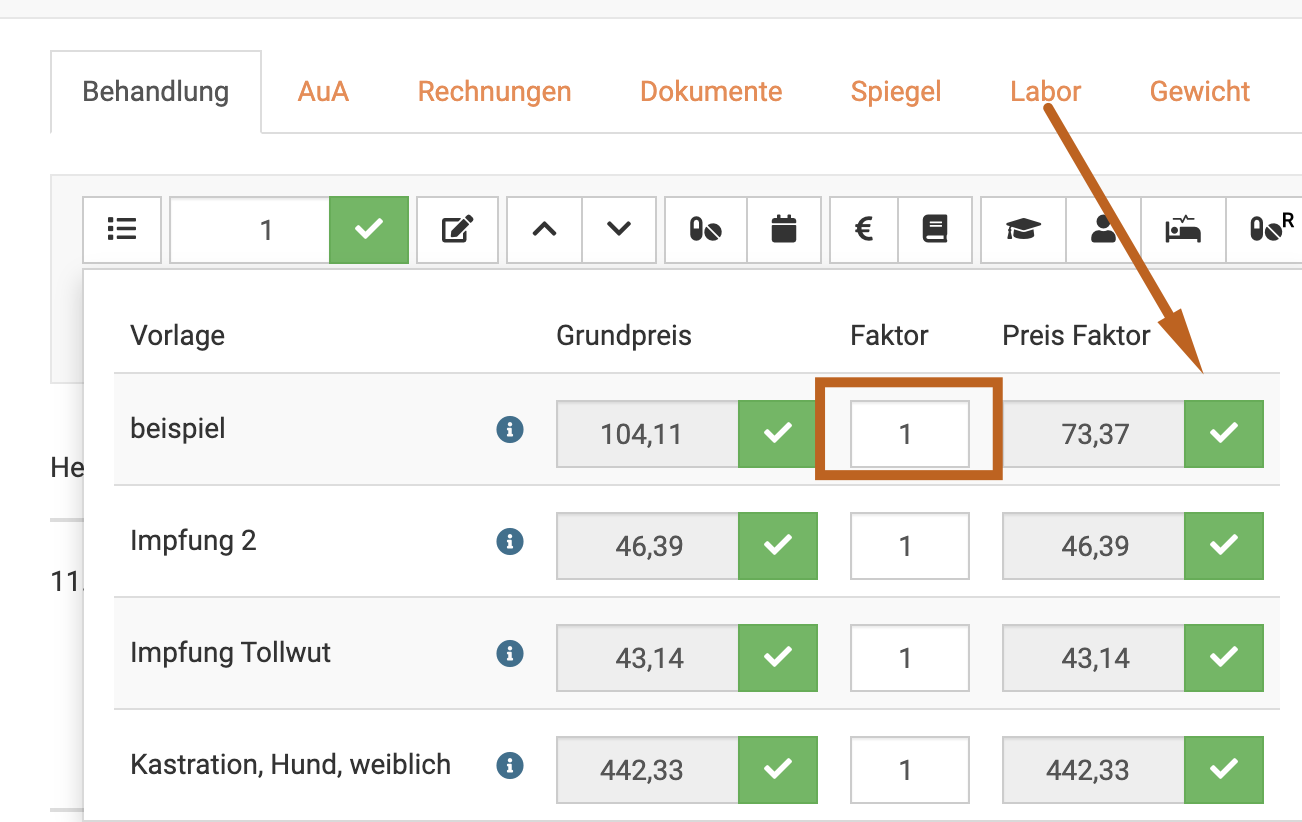 Behandlung AuA Rechnungen Dokumente Spiegel Labor Gewicht
1 € R
Vorlage Grundpreis Faktor Preis Faktor
beispiel 104,11 1 73,37
He
Impfung 2 46,39 1 46,39
11.
Impfung Tollwut 43,14 1 43,14
Kastration, Hund, weiblich 442,33 1 442,33